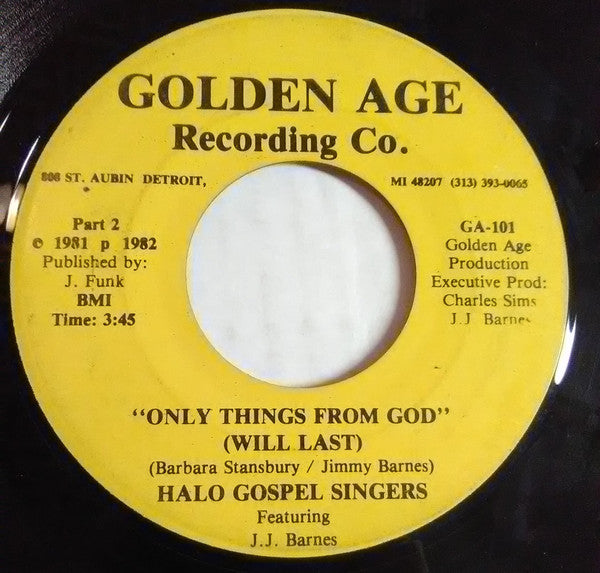 GOLDEN AGE
Recording Co.
808 ST. AUBIN DETROIT, MI 48207 (313) 393-0065
Part 2
© 1981 p 1982
Published by:
J. Funk
BMI
Time: 3:45
GA-101
Golden Age
Production
Executive Prod:
Charles Sims
J.J. Barnes
"ONLY THINGS FROM GOD"
(WILL LAST)
(Barbara Stansbury / Jimmy Barnes)
HALO GOSPEL SINGERS
Featuring
J.J. Barnes